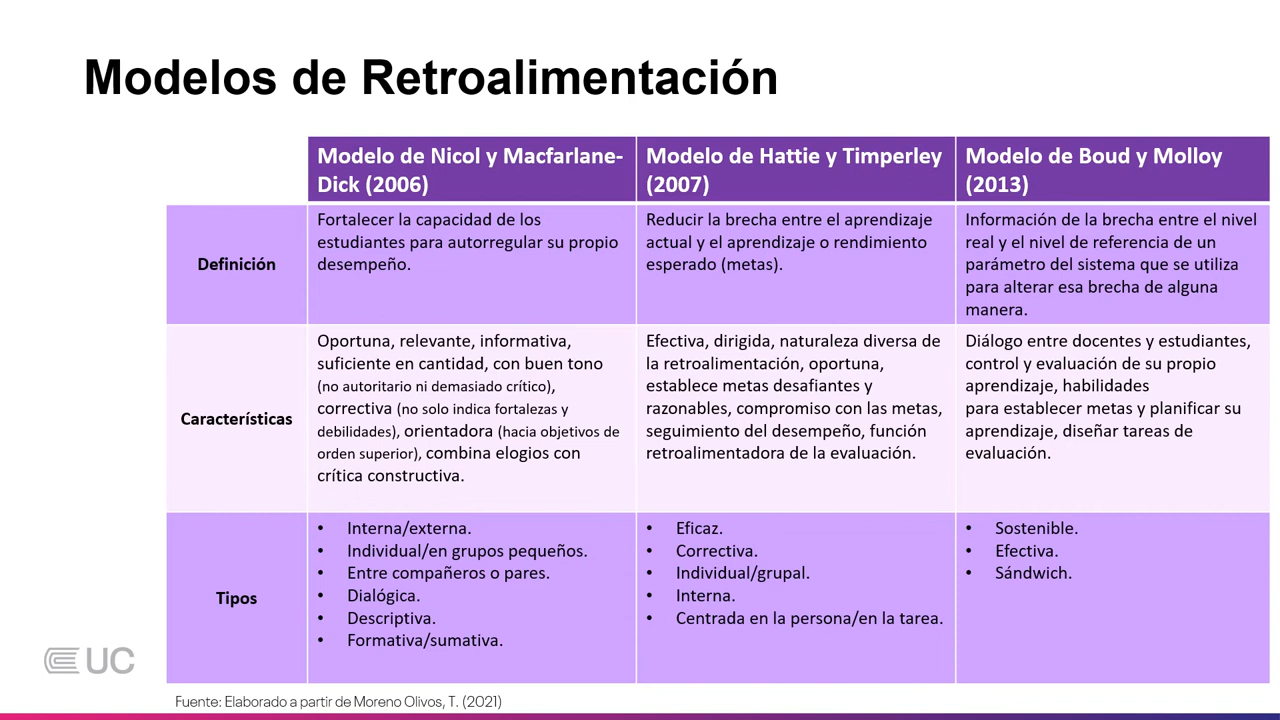 Modelos de Retroalimentación
Modelo de Nicol y Macfarlane-
Dick (2006)
Modelo de Hattie y Timperley
(2007)
Modelo de Boud y Molloy
(2013)
Definición
Fortalecer la capacidad de los
estudiantes para autorregular su propio
desempeño.
Reducir la brecha entre el aprendizaje
actual y el aprendizaje o rendimiento
esperado (metas).
Información de la brecha entre el nivel
real y el nivel de referencia de un
parámetro del sistema que se utiliza
para alterar esa brecha de alguna
manera.
Características
Oportuna, relevante, informativa,
suficiente en cantidad, con buen tono
(no autoritario ni demasiado crítico),
correctiva (no solo indica fortalezas y
debilidades), orientadora (hacia objetivos de
orden superior), combina elogios con
crítica constructiva.
Efectiva, dirigida, naturaleza diversa de
la retroalimentación, oportuna,
establece metas desafiantes y
razonables, compromiso con las metas,
seguimiento del desempeño, función
retroalimentadora de la evaluación.
Diálogo entre docentes y estudiantes,
control y evaluación de su propio
aprendizaje, habilidades
para establecer metas y planificar su
aprendizaje, diseñar tareas de
evaluación.
Tipos
• Interna/externa.
• Individual/en grupos pequeños.
• Entre compañeros o pares.
• Dialógica.
• Descriptiva.
• Formativa/sumativa.
• Eficaz.
• Correctiva.
• Individual/grupal.
• Interna.
• Centrada en la persona/en la tarea.
• Sostenible.
• Efectiva.
• Sándwich.
UC
Fuente: Elaborado a partir de Moreno Olivos, T. (2021)